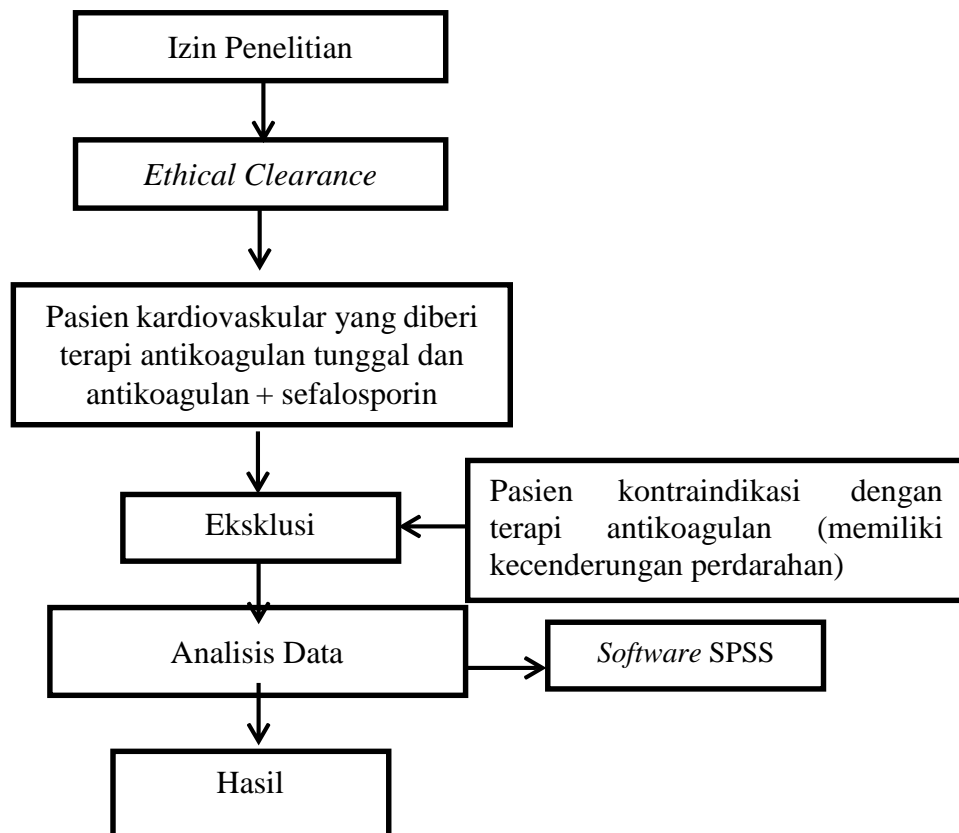 Izin Penelitian
Ethical Clearance
Pasien kardiovaskular yang diberi
terapi antikoagulan tunggal dan
antikoagulan + sefalosporin
Eksklusi
Pasien kontraindikasi dengan
terapi antikoagulan (memiliki
kecenderungan perdarahan)
Analisis Data
Software SPSS
Hasil